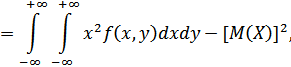 = ∫_{−∞}^{+∞} ∫_{−∞}^{+∞} x²f(x, y)dxdy − [M(X)]²,